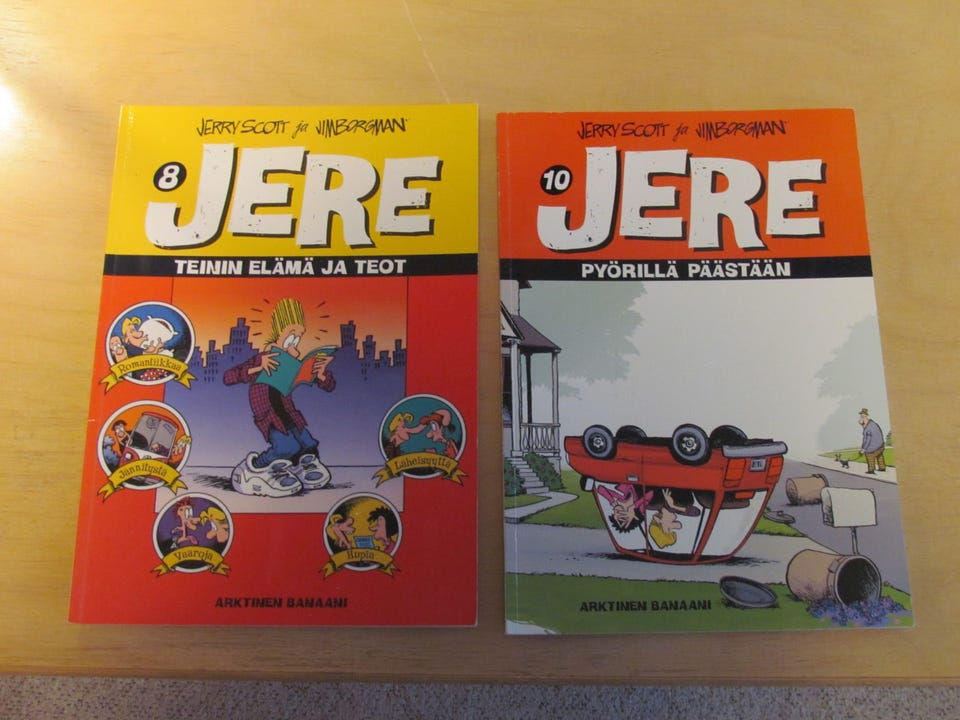 JERRY SCOTT ja JIM BORGMAN
8
JERE
TEININ ELÄMÄ JA TEOT
Romantiikkaa
Jännitystä
Läheisyyttä
Vaaroja
Hupia
ARKTINEN BANAANI
JERRY SCOTT ja JIM BORGMAN
10
JERE
PYÖRILLÄ PÄÄSTÄÄN
ARKTINEN BANAANI